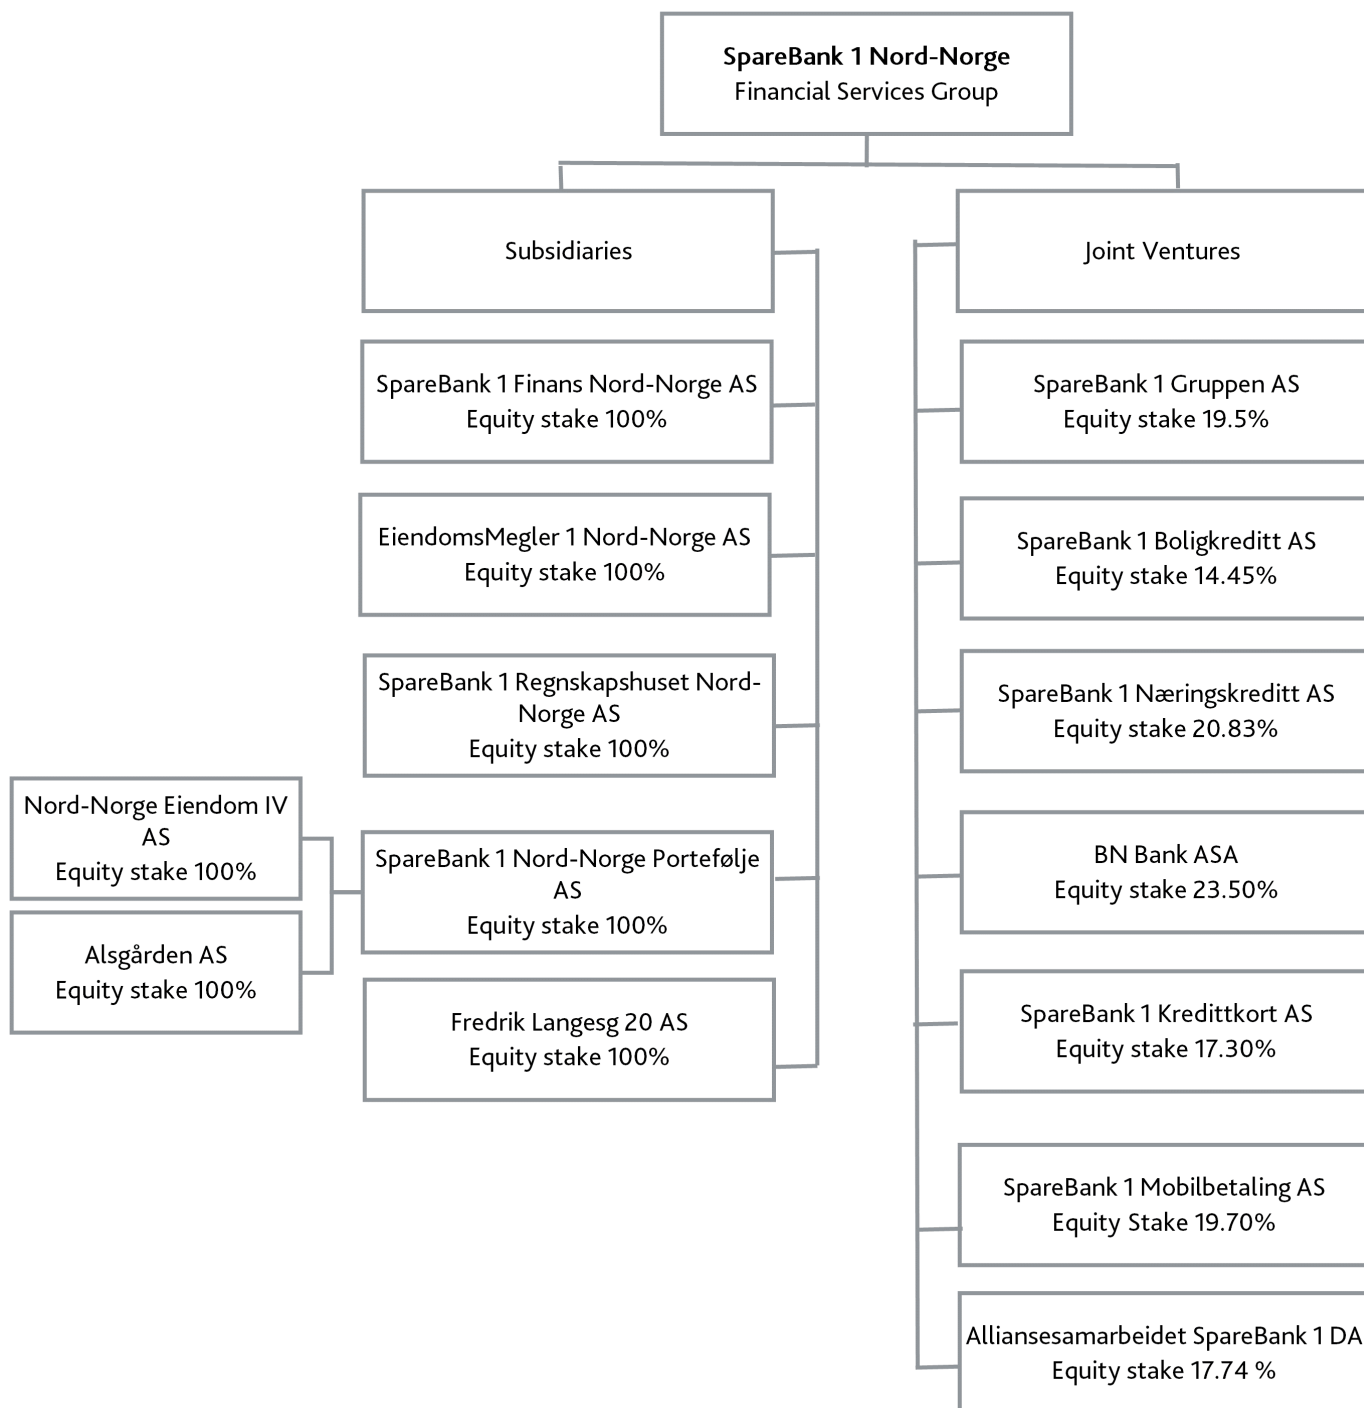 SpareBank 1 Nord-Norge
Financial Services Group
Subsidiaries
SpareBank 1 Finans Nord-Norge AS
Equity stake 100%
EiendomsMegler 1 Nord-Norge AS
Equity stake 100%
SpareBank 1 Regnskapshuset Nord-
Norge AS
Equity stake 100%
SpareBank 1 Nord-Norge Portefølje
AS
Equity stake 100%
Nord-Norge Eiendom IV
AS
Equity stake 100%
Alsgården AS
Equity stake 100%
Fredrik Langesg 20 AS
Equity stake 100%
Joint Ventures
SpareBank 1 Gruppen AS
Equity stake 19.5%
SpareBank 1 Boligkreditt AS
Equity stake 14.45%
SpareBank 1 Næringskreditt AS
Equity stake 20.83%
BN Bank ASA
Equity stake 23.50%
SpareBank 1 Kredittkort AS
Equity stake 17.30%
SpareBank 1 Mobilbetaling AS
Equity Stake 19.70%
Alliansesamarbeidet SpareBank 1 DA
Equity stake 17.74 %